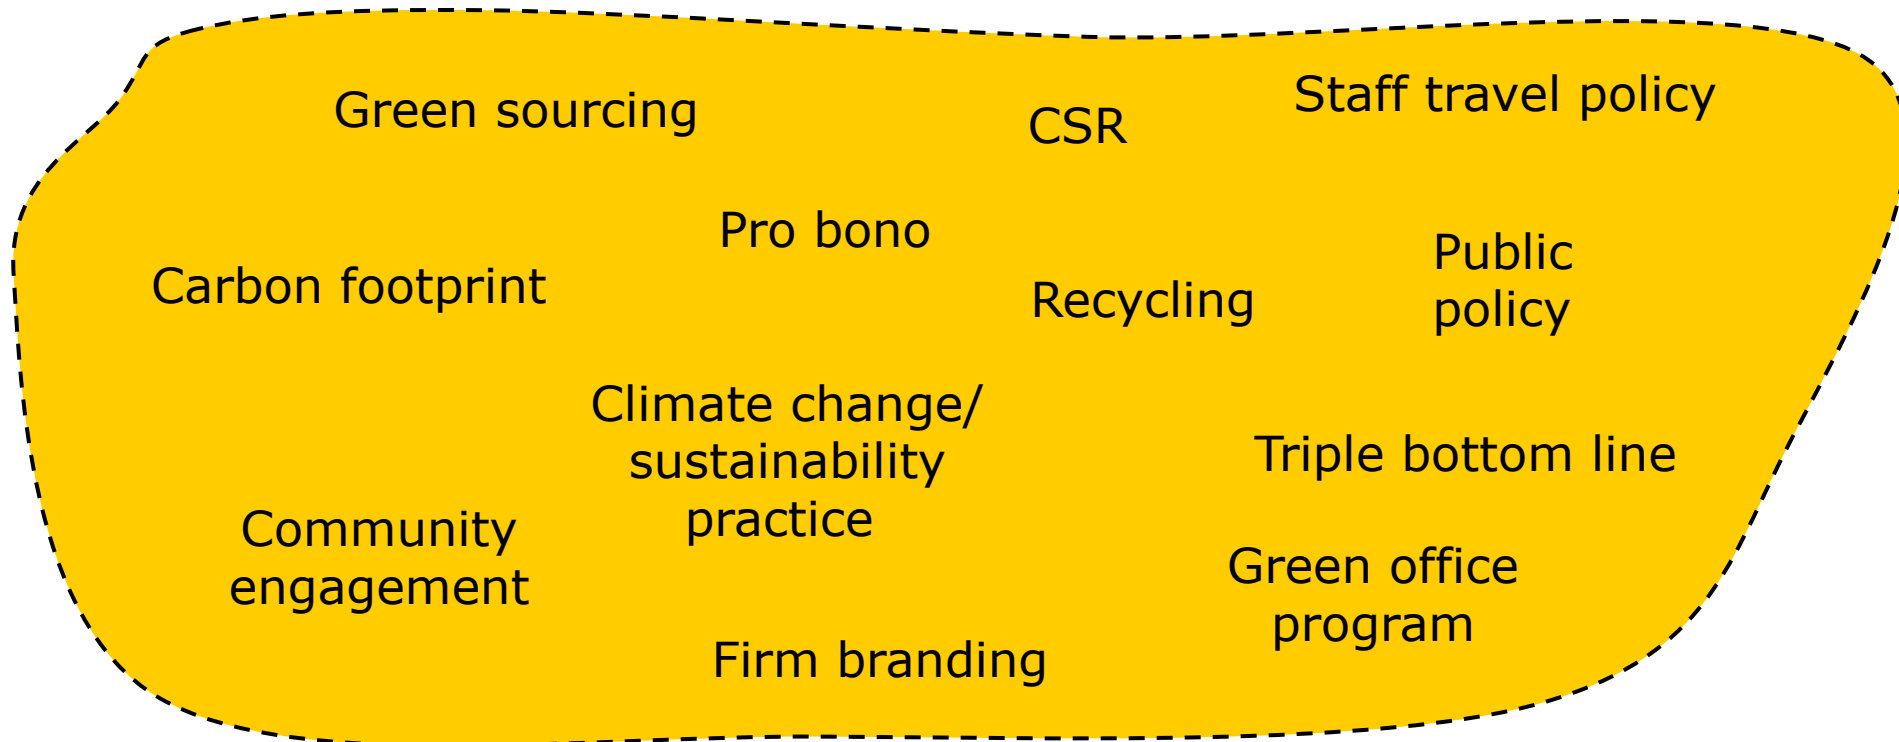 Green sourcing
CSR
Staff travel policy
Pro bono
Carbon footprint
Recycling
Public
policy
Climate change/
sustainability
practice
Triple bottom line
Community
engagement
Green office
program
Firm branding